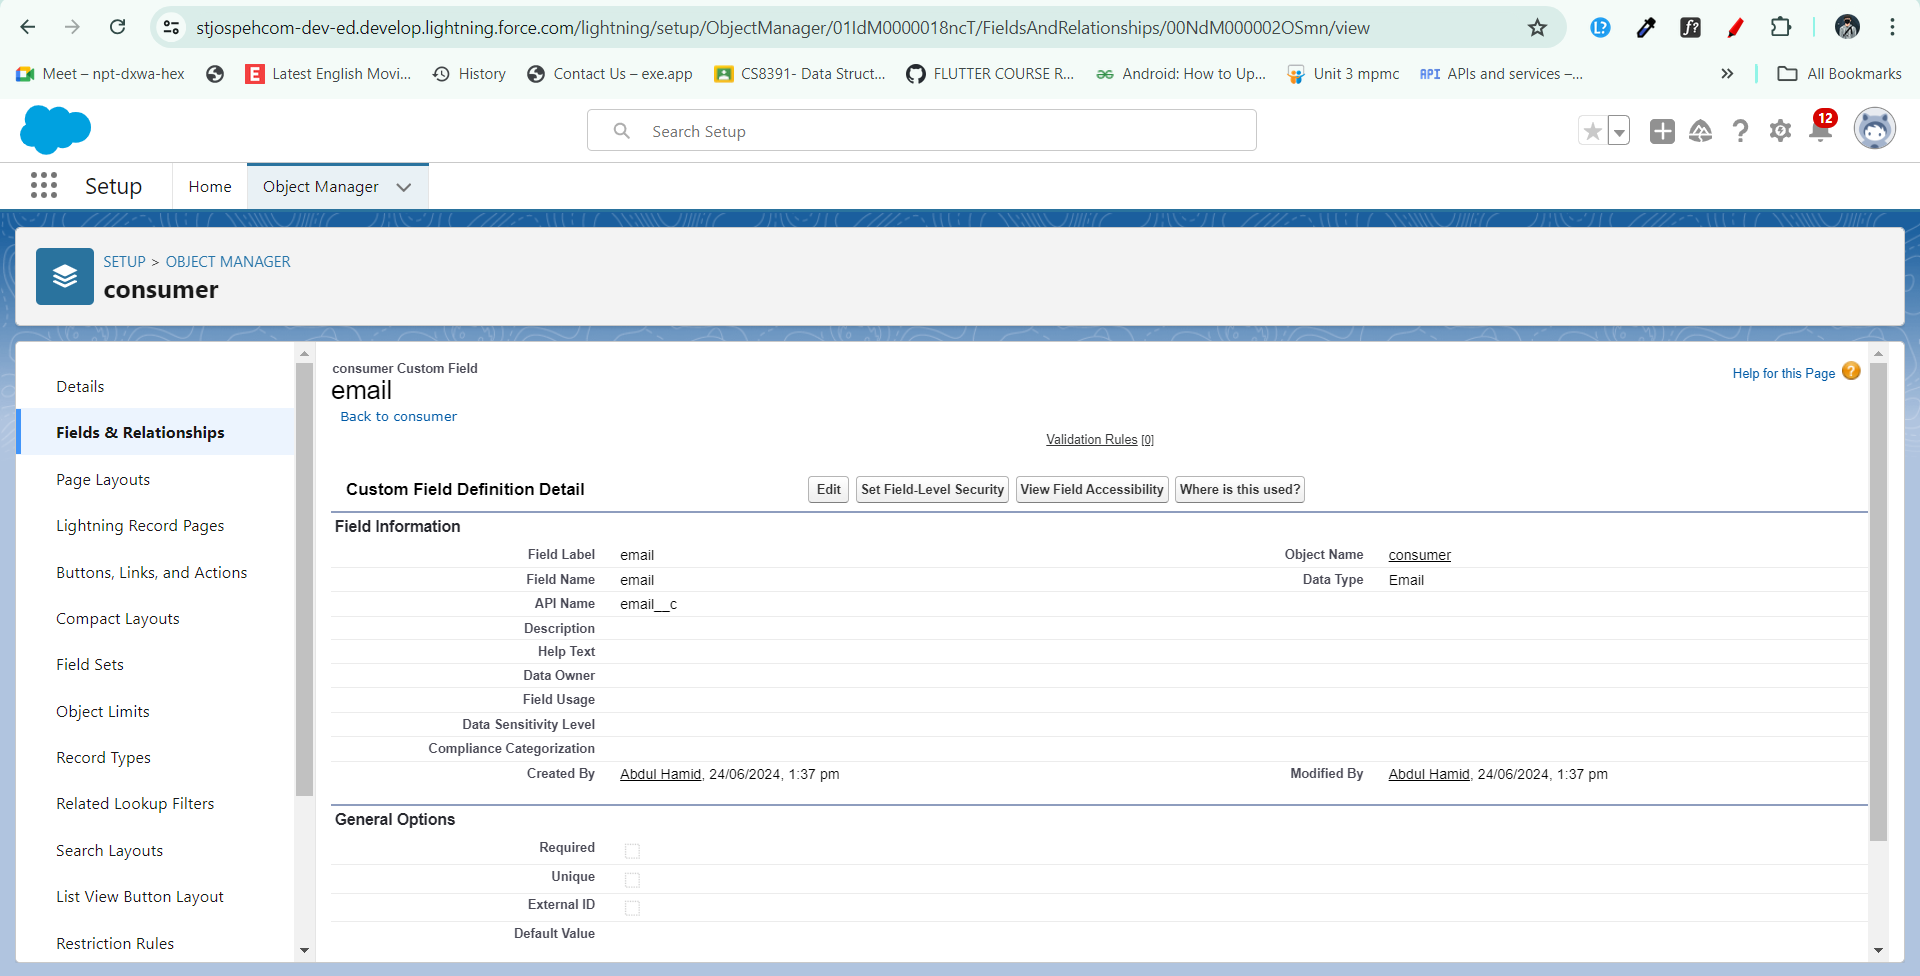 stjospehcom-dev-ed.develop.lightning.force.com/lightning/setup/ObjectManager/01IdM0000018ncT/FieldsAndRelationships/00NdM000002OSmn/view
Meet – npt-dxwa-hex
Latest English Movi...
History
Contact Us – exe.app
CS8391- Data Struct...
FLUTTER COURSE R...
Android: How to Up...
Unit 3 mpmc
API APIs and services –...
All Bookmarks
Search Setup
12
Setup
Home
Object Manager
SETUP > OBJECT MANAGER
consumer
Details
Fields & Relationships
Page Layouts
Lightning Record Pages
Buttons, Links, and Actions
Compact Layouts
Field Sets
Object Limits
Record Types
Related Lookup Filters
Search Layouts
List View Button Layout
Restriction Rules
consumer Custom Field
email
Back to consumer
Help for this Page
Validation Rules [0]
Custom Field Definition Detail
Edit
Set Field-Level Security
View Field Accessibility
Where is this used?
Field Information
Field Label email
Object Name consumer
Field Name email
Data Type Email
API Name email__c
Description
Help Text
Data Owner
Field Usage
Data Sensitivity Level
Compliance Categorization
Created By Abdul Hamid, 24/06/2024, 1:37 pm
Modified By Abdul Hamid, 24/06/2024, 1:37 pm
General Options
Required
Unique
External ID
Default Value